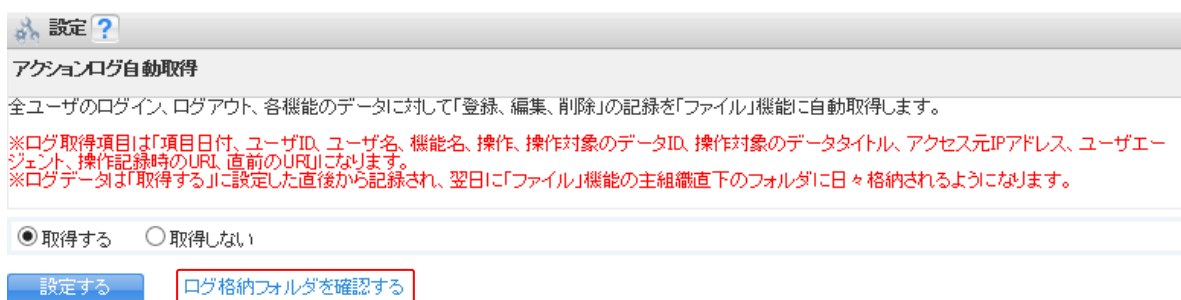 設定 ?
アクションログ自動取得
全ユーザのログイン、ログアウト、各機能のデータに対して「登録、編集、削除」の記録を「ファイル」機能に自動取得します。
※ログ取得項目は「項目日付、ユーザID、ユーザ名、機能名、操作、操作対象のデータID、操作対象のデータタイトル、アクセス元IPアドレス、ユーザエー
ジェント、操作記録時のURI、直前のURI」になります。
※ログデータは「取得する」に設定した直後から記録され、翌日に「ファイル」機能の主組織直下のフォルダに日々格納されるようになります。
取得する 取得しない
設定する ログ格納フォルダを確認する